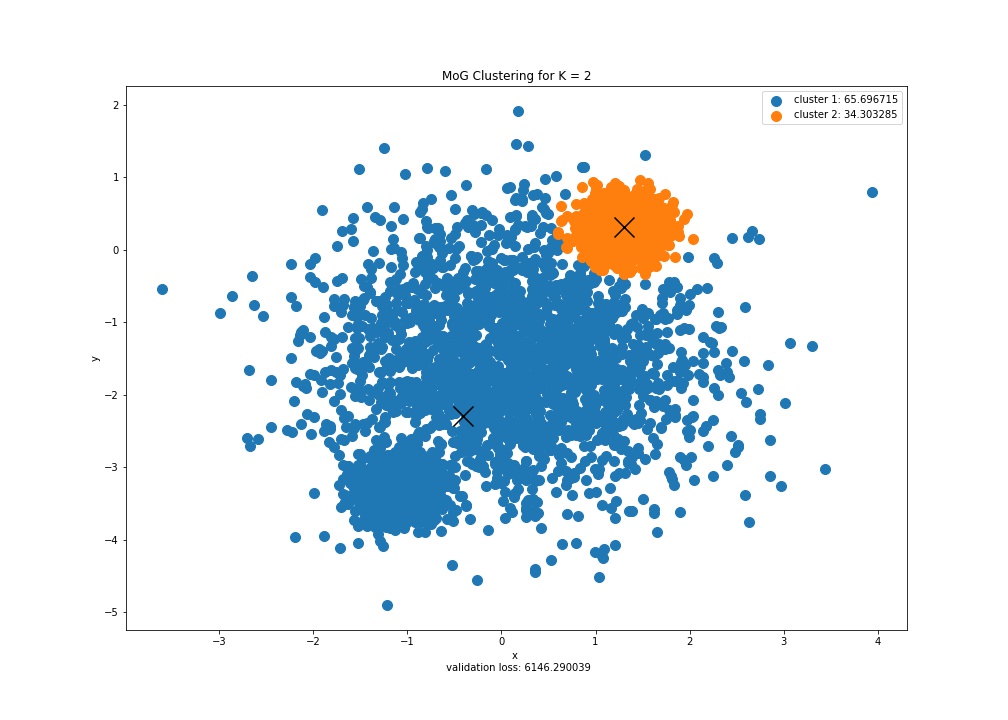 MoG Clustering for K = 2
cluster 1: 65.696715
cluster 2: 34.303285
2
1
0
−1
−2
−3
−4
−5
y
−3
−2
−1
0
1
2
3
4
x
validation loss: 6146.290039